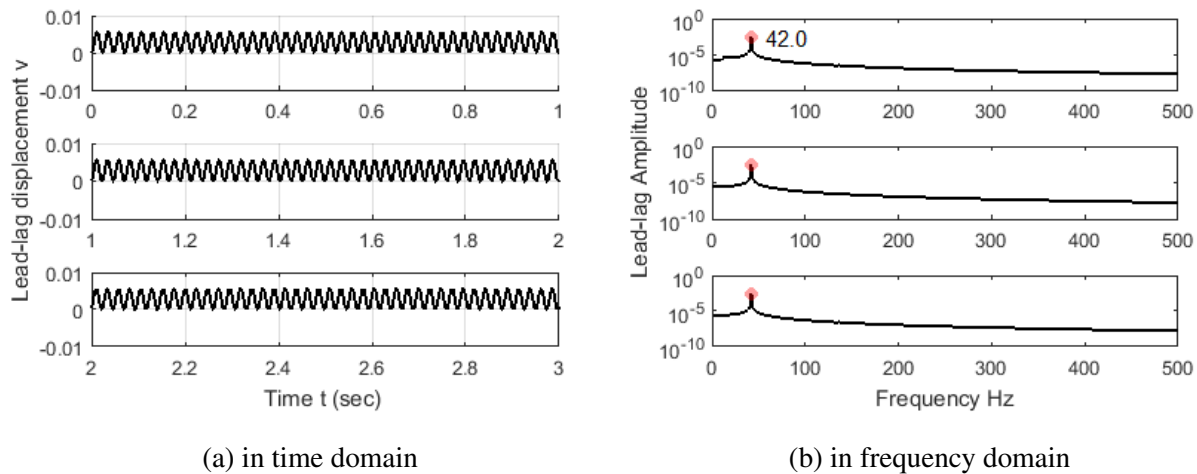 Lead-lag displacement v
0.01
0
-0.01
0 0.2 0.4 0.6 0.8 1
0.01
0
-0.01
1 1.2 1.4 1.6 1.8 2
0.01
0
-0.01
2 2.2 2.4 2.6 2.8 3
Time t (sec)
(a) in time domain
Lead-lag Amplitude
10^0
10^-5
10^-10
42.0
0 100 200 300 400 500
10^0
10^-5
10^-10
0 100 200 300 400 500
10^0
10^-5
10^-10
0 100 200 300 400 500
Frequency Hz
(b) in frequency domain